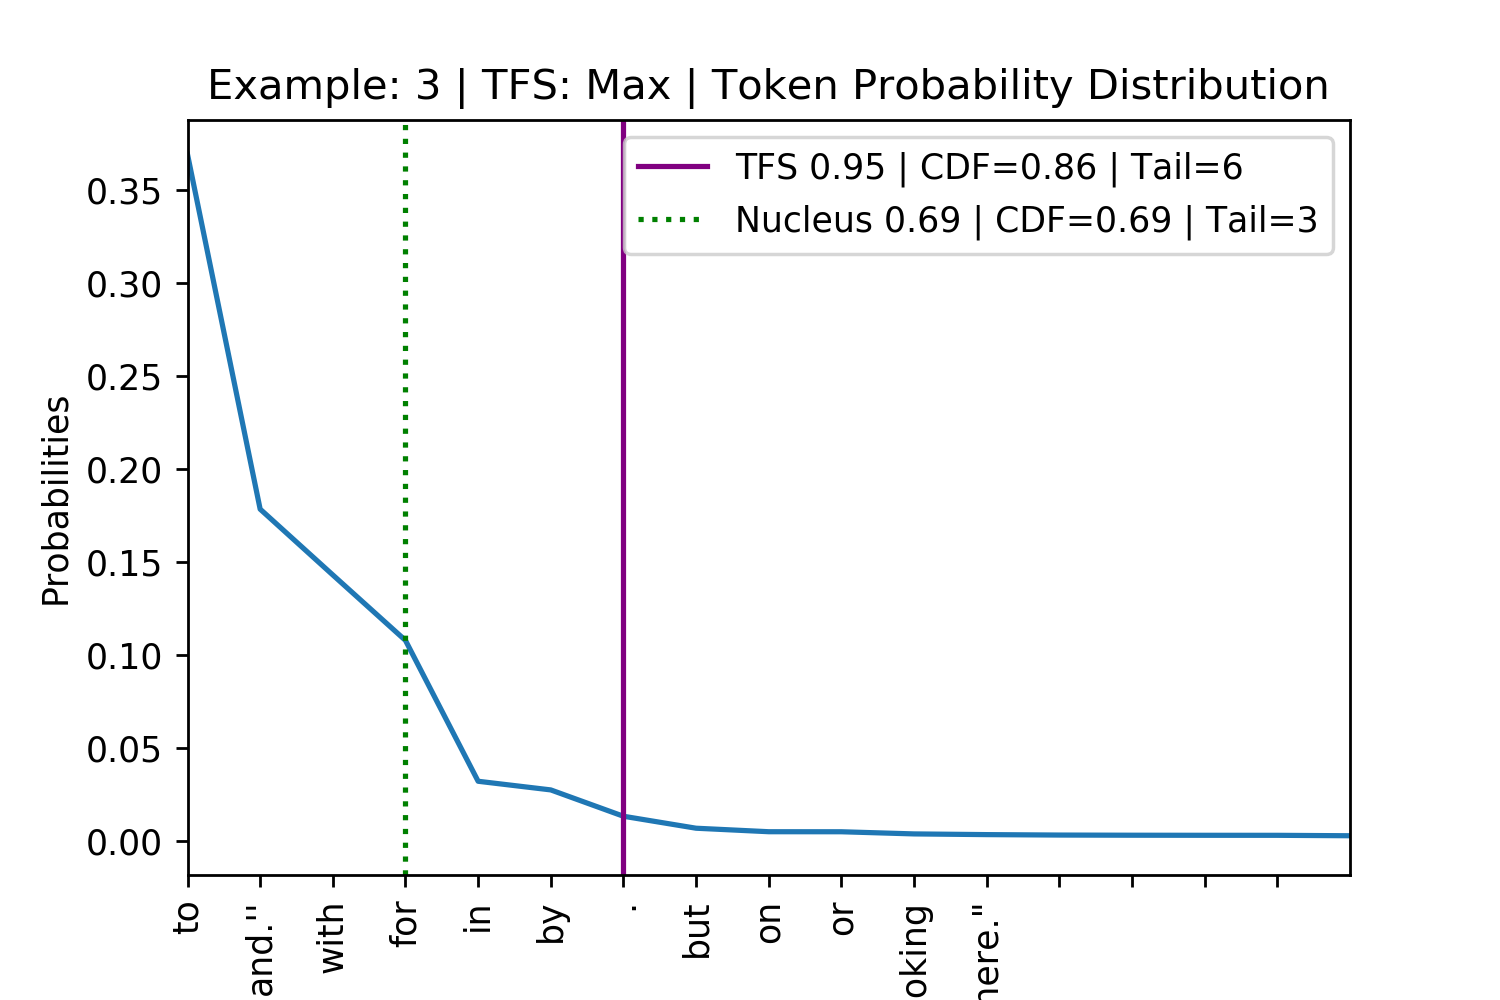 Example: 3 | TFS: Max | Token Probability Distribution
TFS 0.95 | CDF=0.86 | Tail=6
Nucleus 0.69 | CDF=0.69 | Tail=3
Probabilities
0.35
0.30
0.25
0.20
0.15
0.10
0.05
0.00
to
and."
with
for
in
by
.
but
on
or